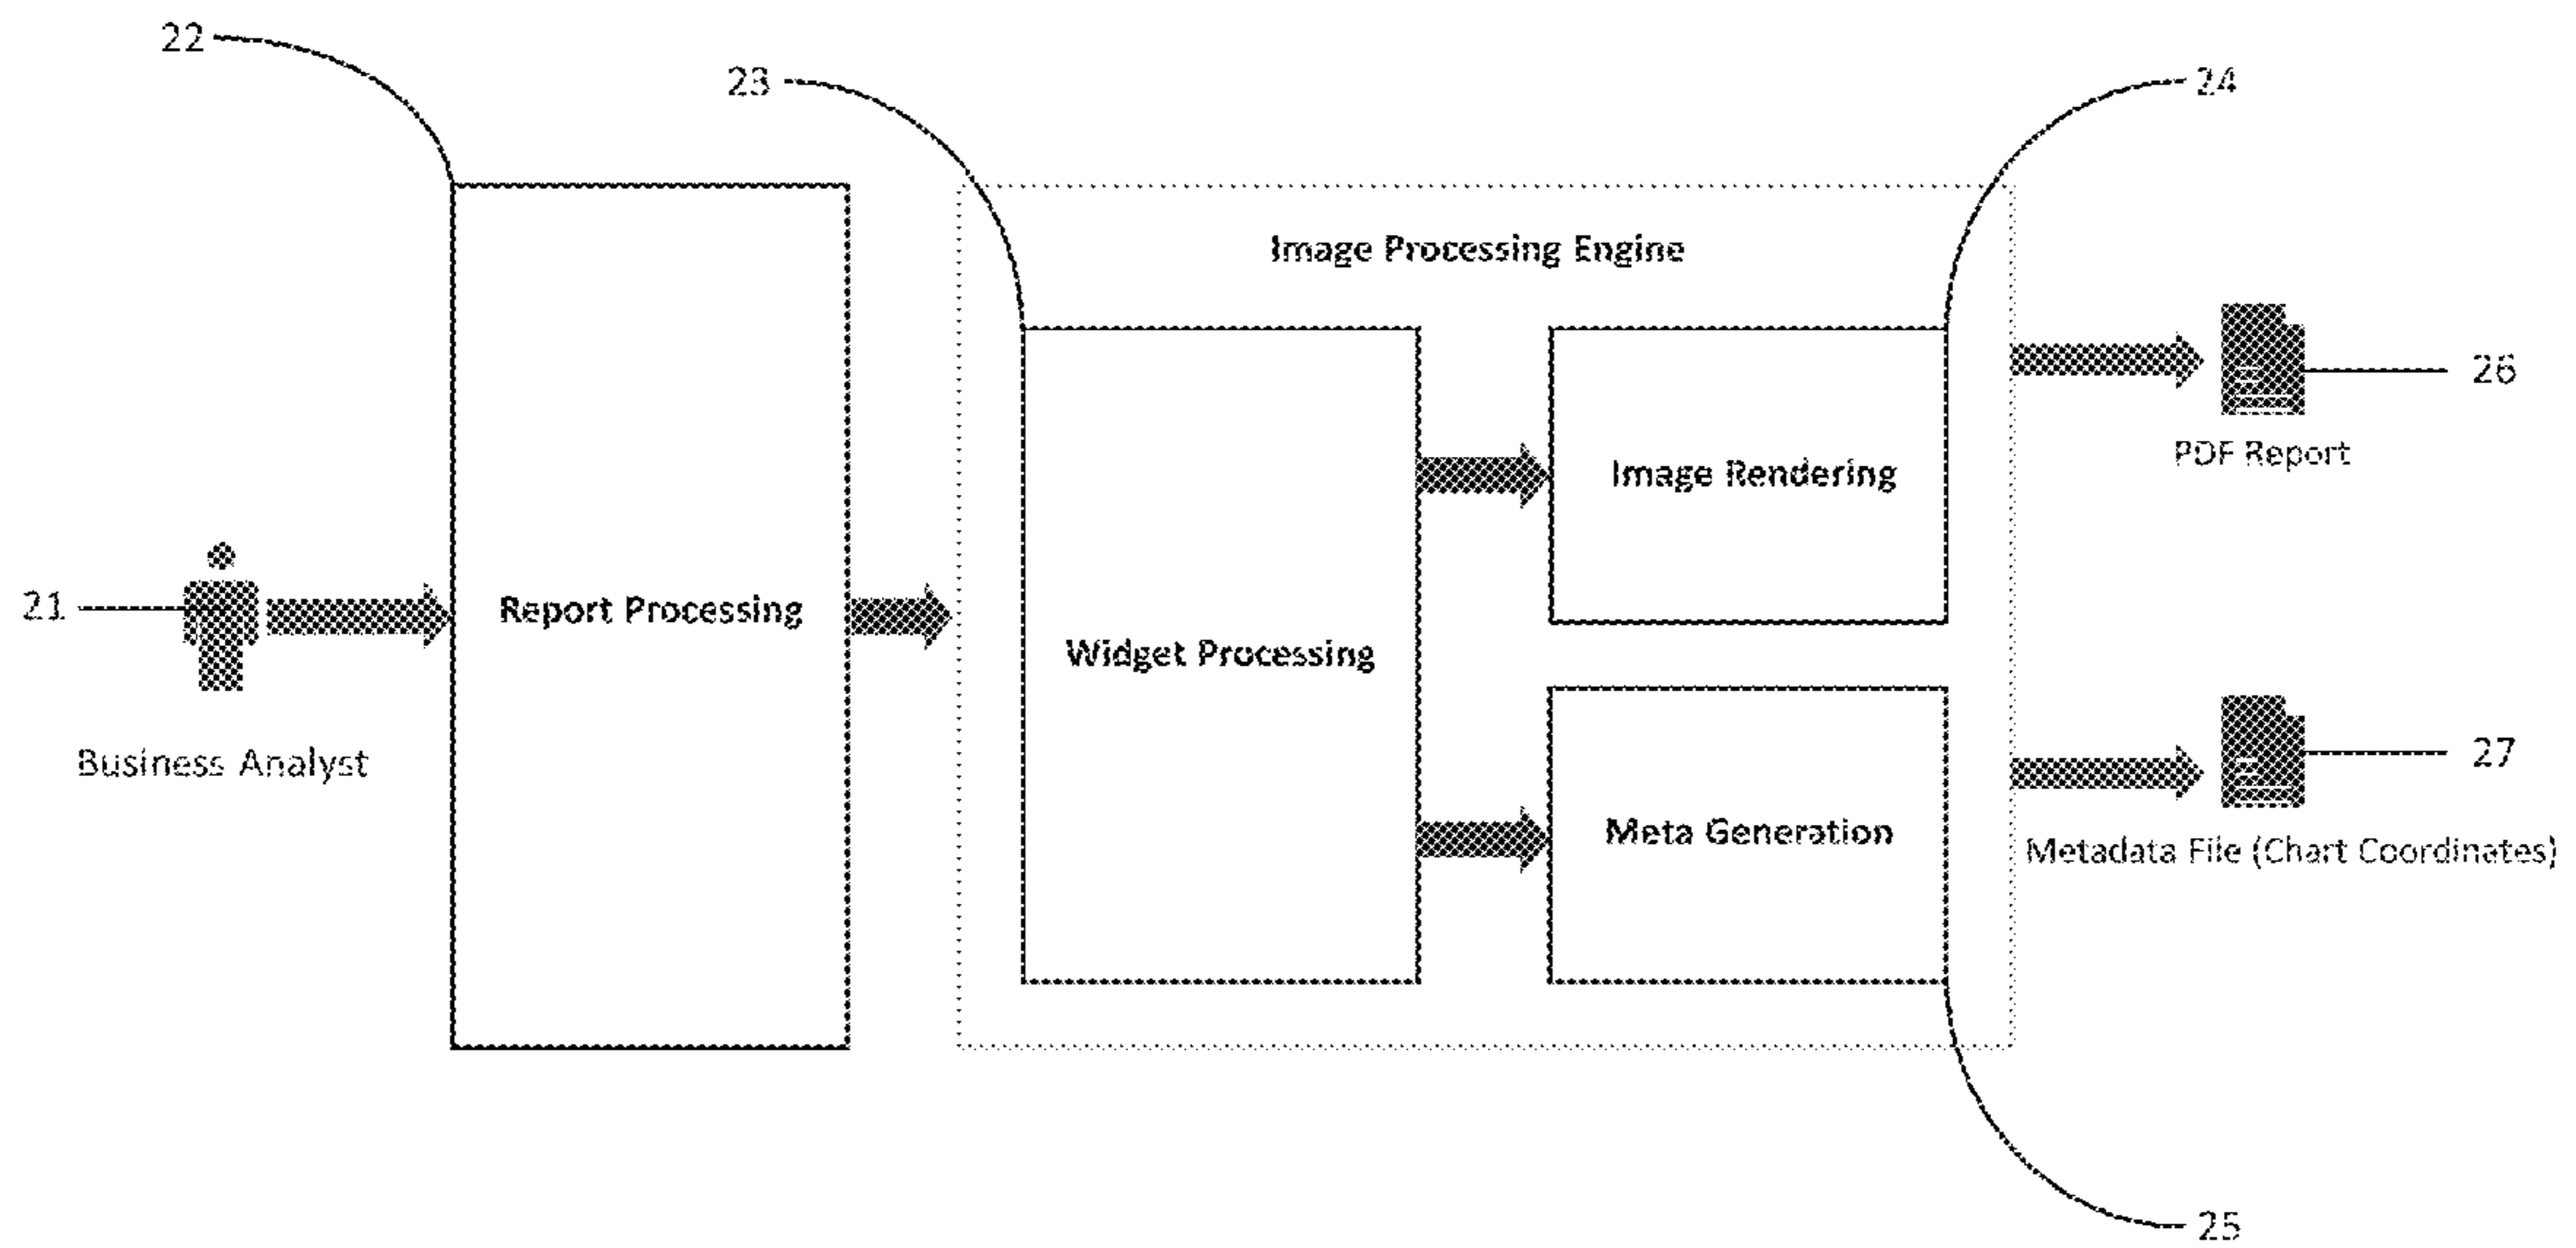 22
23
24
Image Processing Engine
26
Image Rendering
PDF Report
21
Report Processing
Widget Processing
Business Analyst
27
Meta Generation
Metadata File (Chart Coordinates)
25